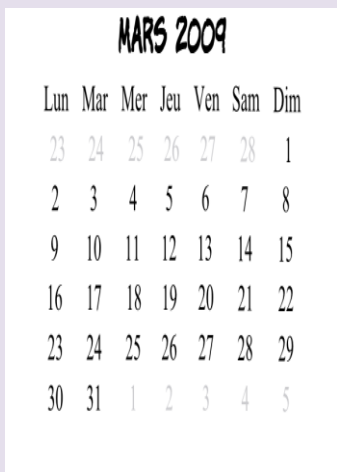 MARS 2009
Lun Mar Mer Jeu Ven Sam Dim
23 24 25 26 27 28 1
2 3 4 5 6 7 8
9 10 11 12 13 14 15
16 17 18 19 20 21 22
23 24 25 26 27 28 29
30 31 1 2 3 4 5